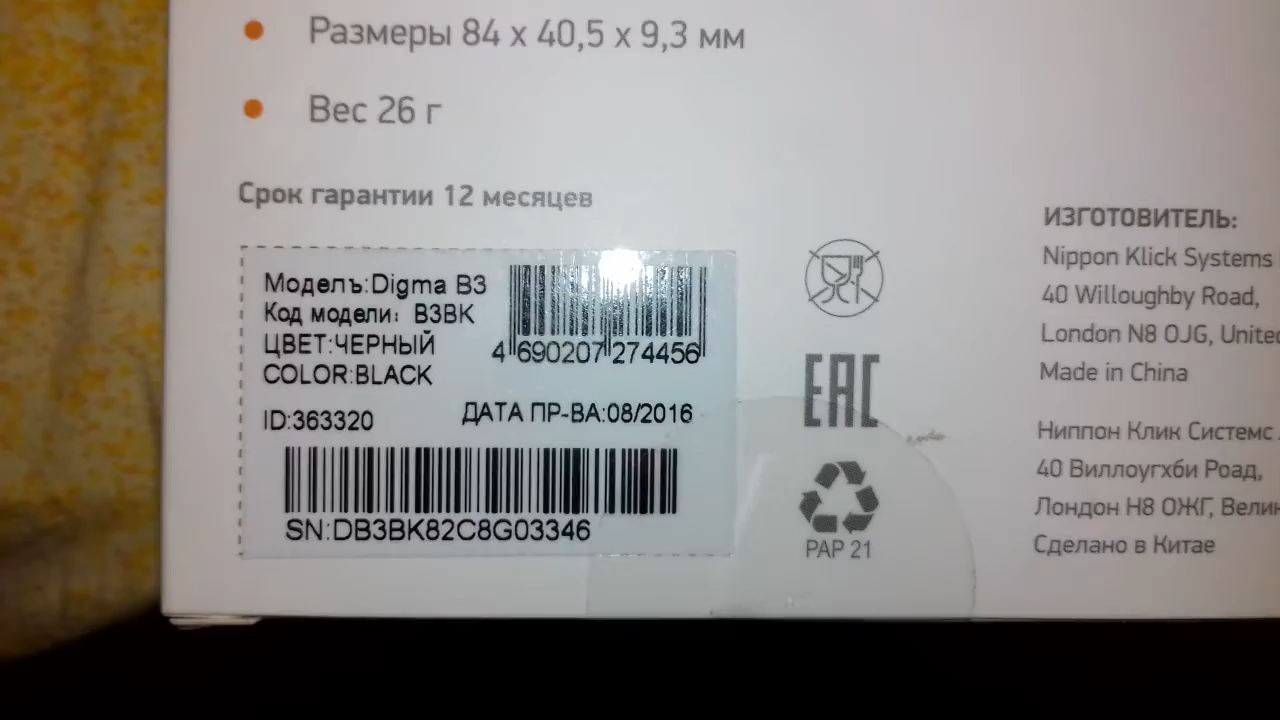 Размеры 84 x 40,5 x 9,3 мм
Вес 26 г
Срок гарантии 12 месяцев
Моделъ:Digma B3
Код модели: B3BK
ЦВЕТ:ЧЕРНЫЙ
COLOR:BLACK
4 690207 274456
ID:363320
ДАТА ПР-ВА:08/2016
SN:DB3BK82C8G03346
EAC
PAP 21
ИЗГОТОВИТЕЛЬ:
Nippon Klick Systems
40 Willoughby Road,
London N8 OJG,
Made in China
Ниппон Клик Системс
40 Виллоугхби Роад,
Лондон Н8 ОЖГ,
Сделано в Китае